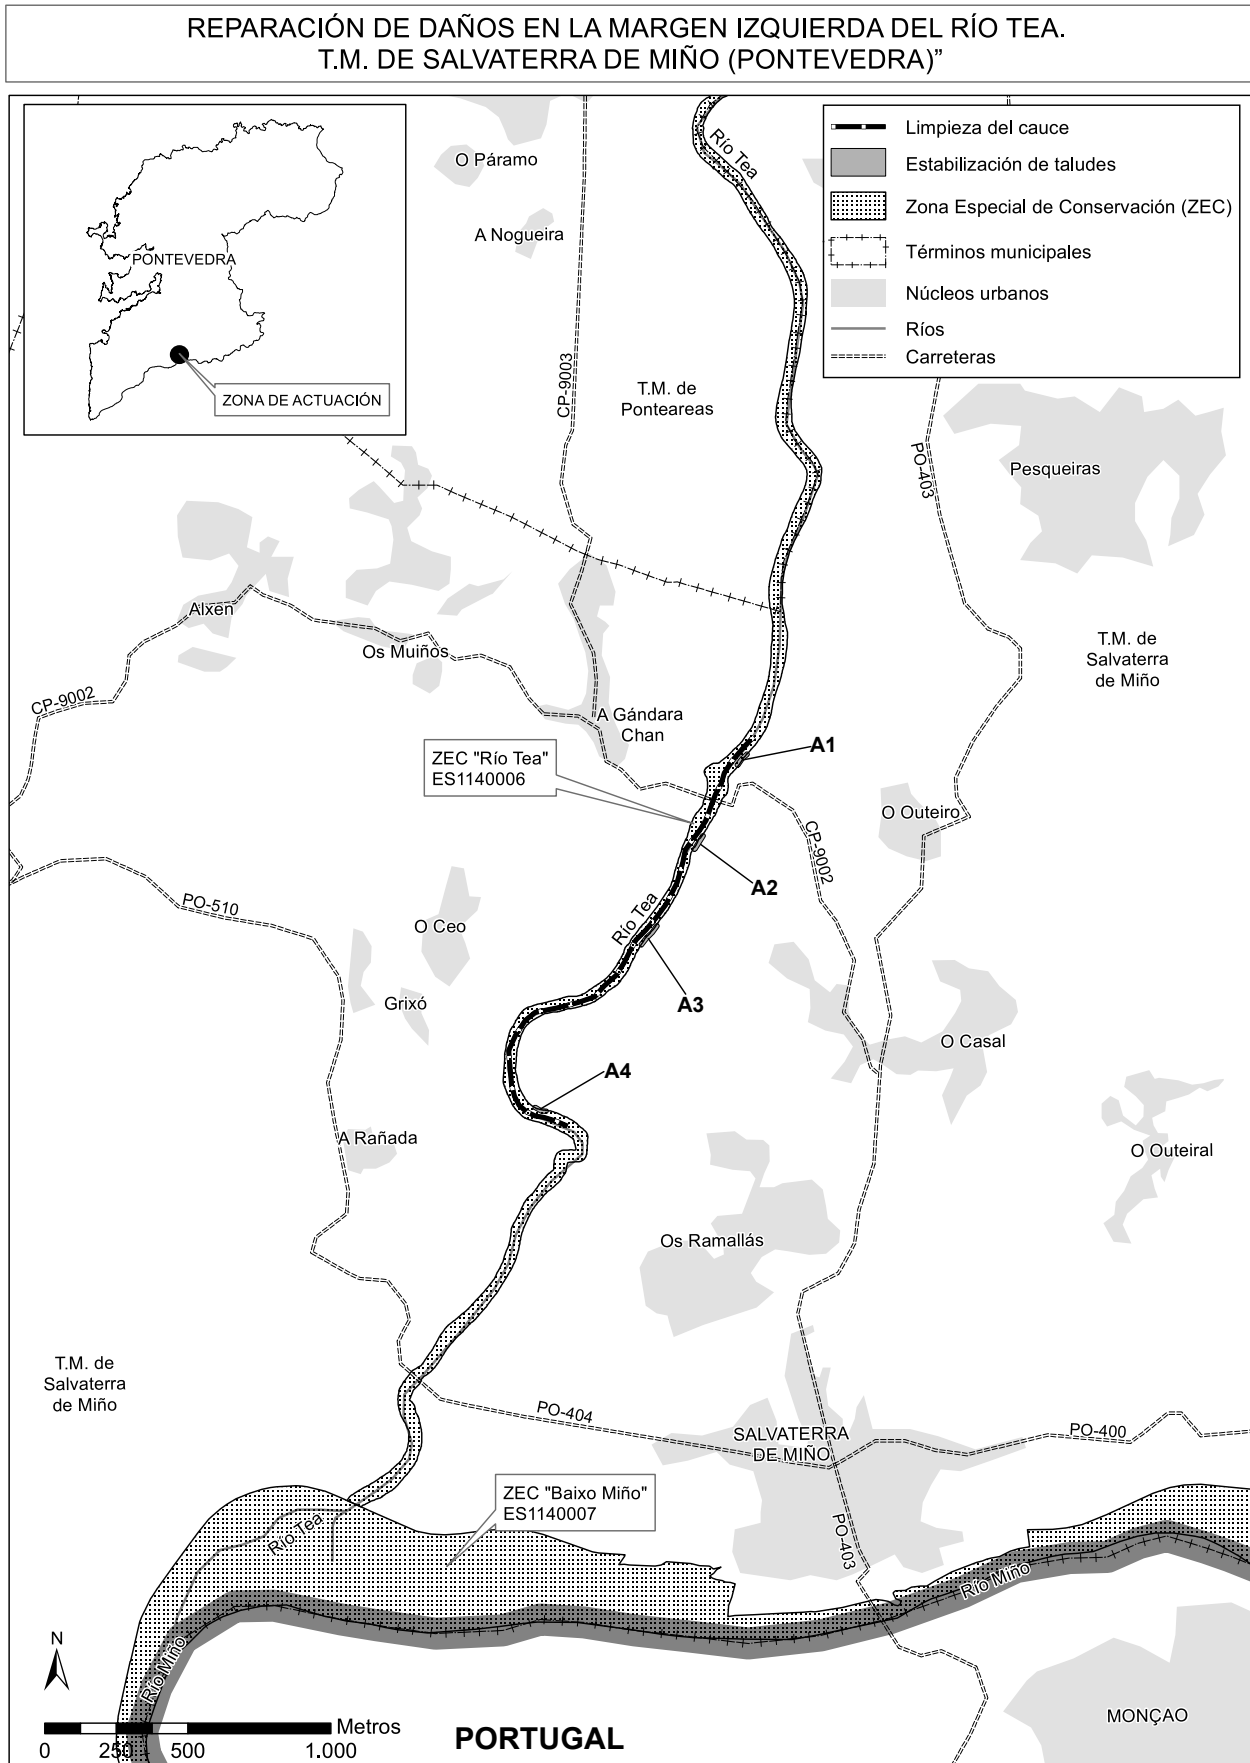 REPARACIÓN DE DAÑOS EN LA MARGEN IZQUIERDA DEL RÍO TEA.
T.M. DE SALVATERRA DE MIÑO (PONTEVEDRA)”
PONTEVEDRA
ZONA DE ACTUACIÓN
Limpieza del cauce
Estabilización de taludes
Zona Especial de Conservación (ZEC)
Términos municipales
Núcleos urbanos
Ríos
Carreteras
O Páramo
Río Tea
A Nogueira
CP-9003
T.M. de
Ponteareas
PO-403
Pesqueiras
Alxén
Os Muiños
T.M. de
Salvaterra
de Miño
CP-9002
A Gándara
Chan
ZEC "Río Tea"
ES1140006
A1
O Outeiro
CP-9002
A2
PO-510
Río Tea
O Ceo
Grixó
A3
O Casal
A4
A Rañada
O Outeiral
Os Ramallás
T.M. de
Salvaterra
de Miño
PO-404
SALVATERRA
DE MIÑO
PO-400
ZEC "Baixo Miño"
ES1140007
Río Tea
PO-403
Río Miño
N
Río Miño
Metros
0 250 500 1.000
PORTUGAL
MONÇAO